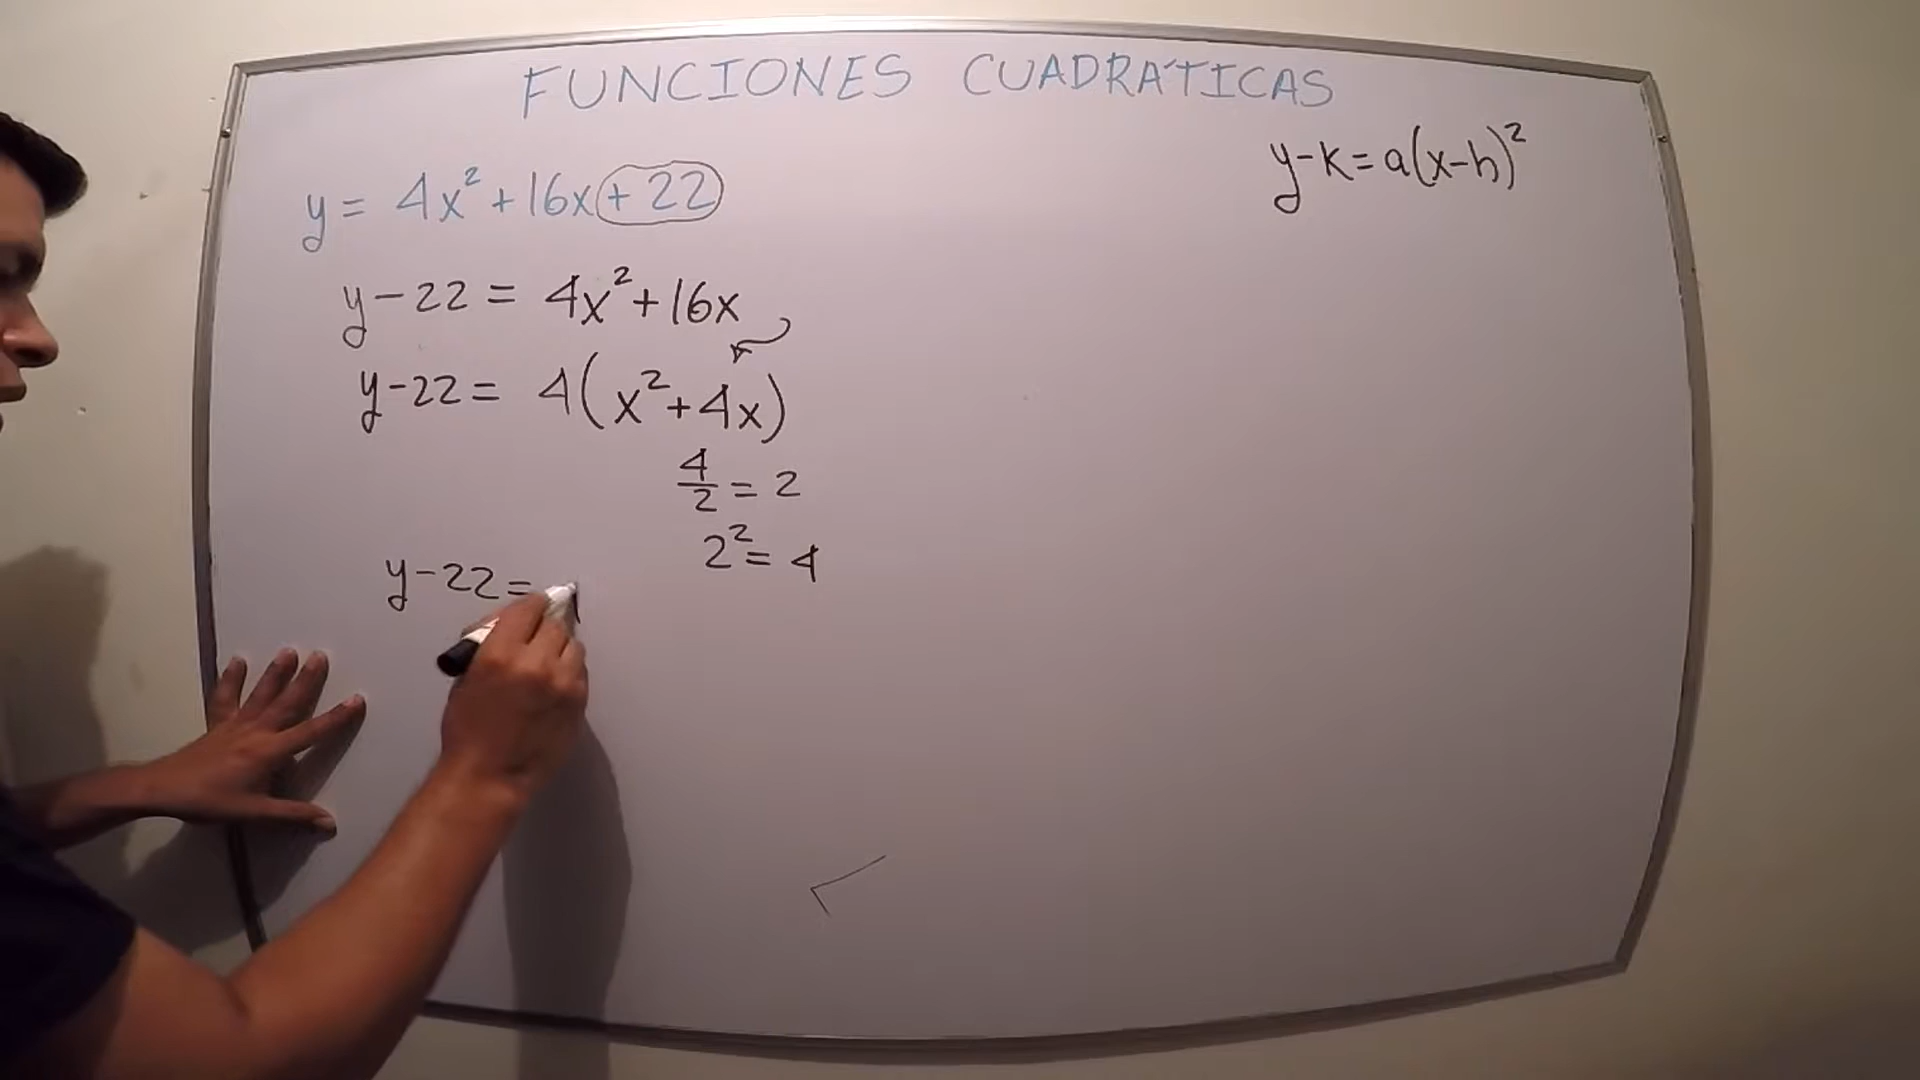 FUNCIONES CUADRÁTICAS
y-k=a(x-h)²
y = 4x² + 16x + 22
y - 22 = 4x² + 16x
y - 22 = 4(x² + 4x)
4/2 = 2
2² = 4
y - 22 =